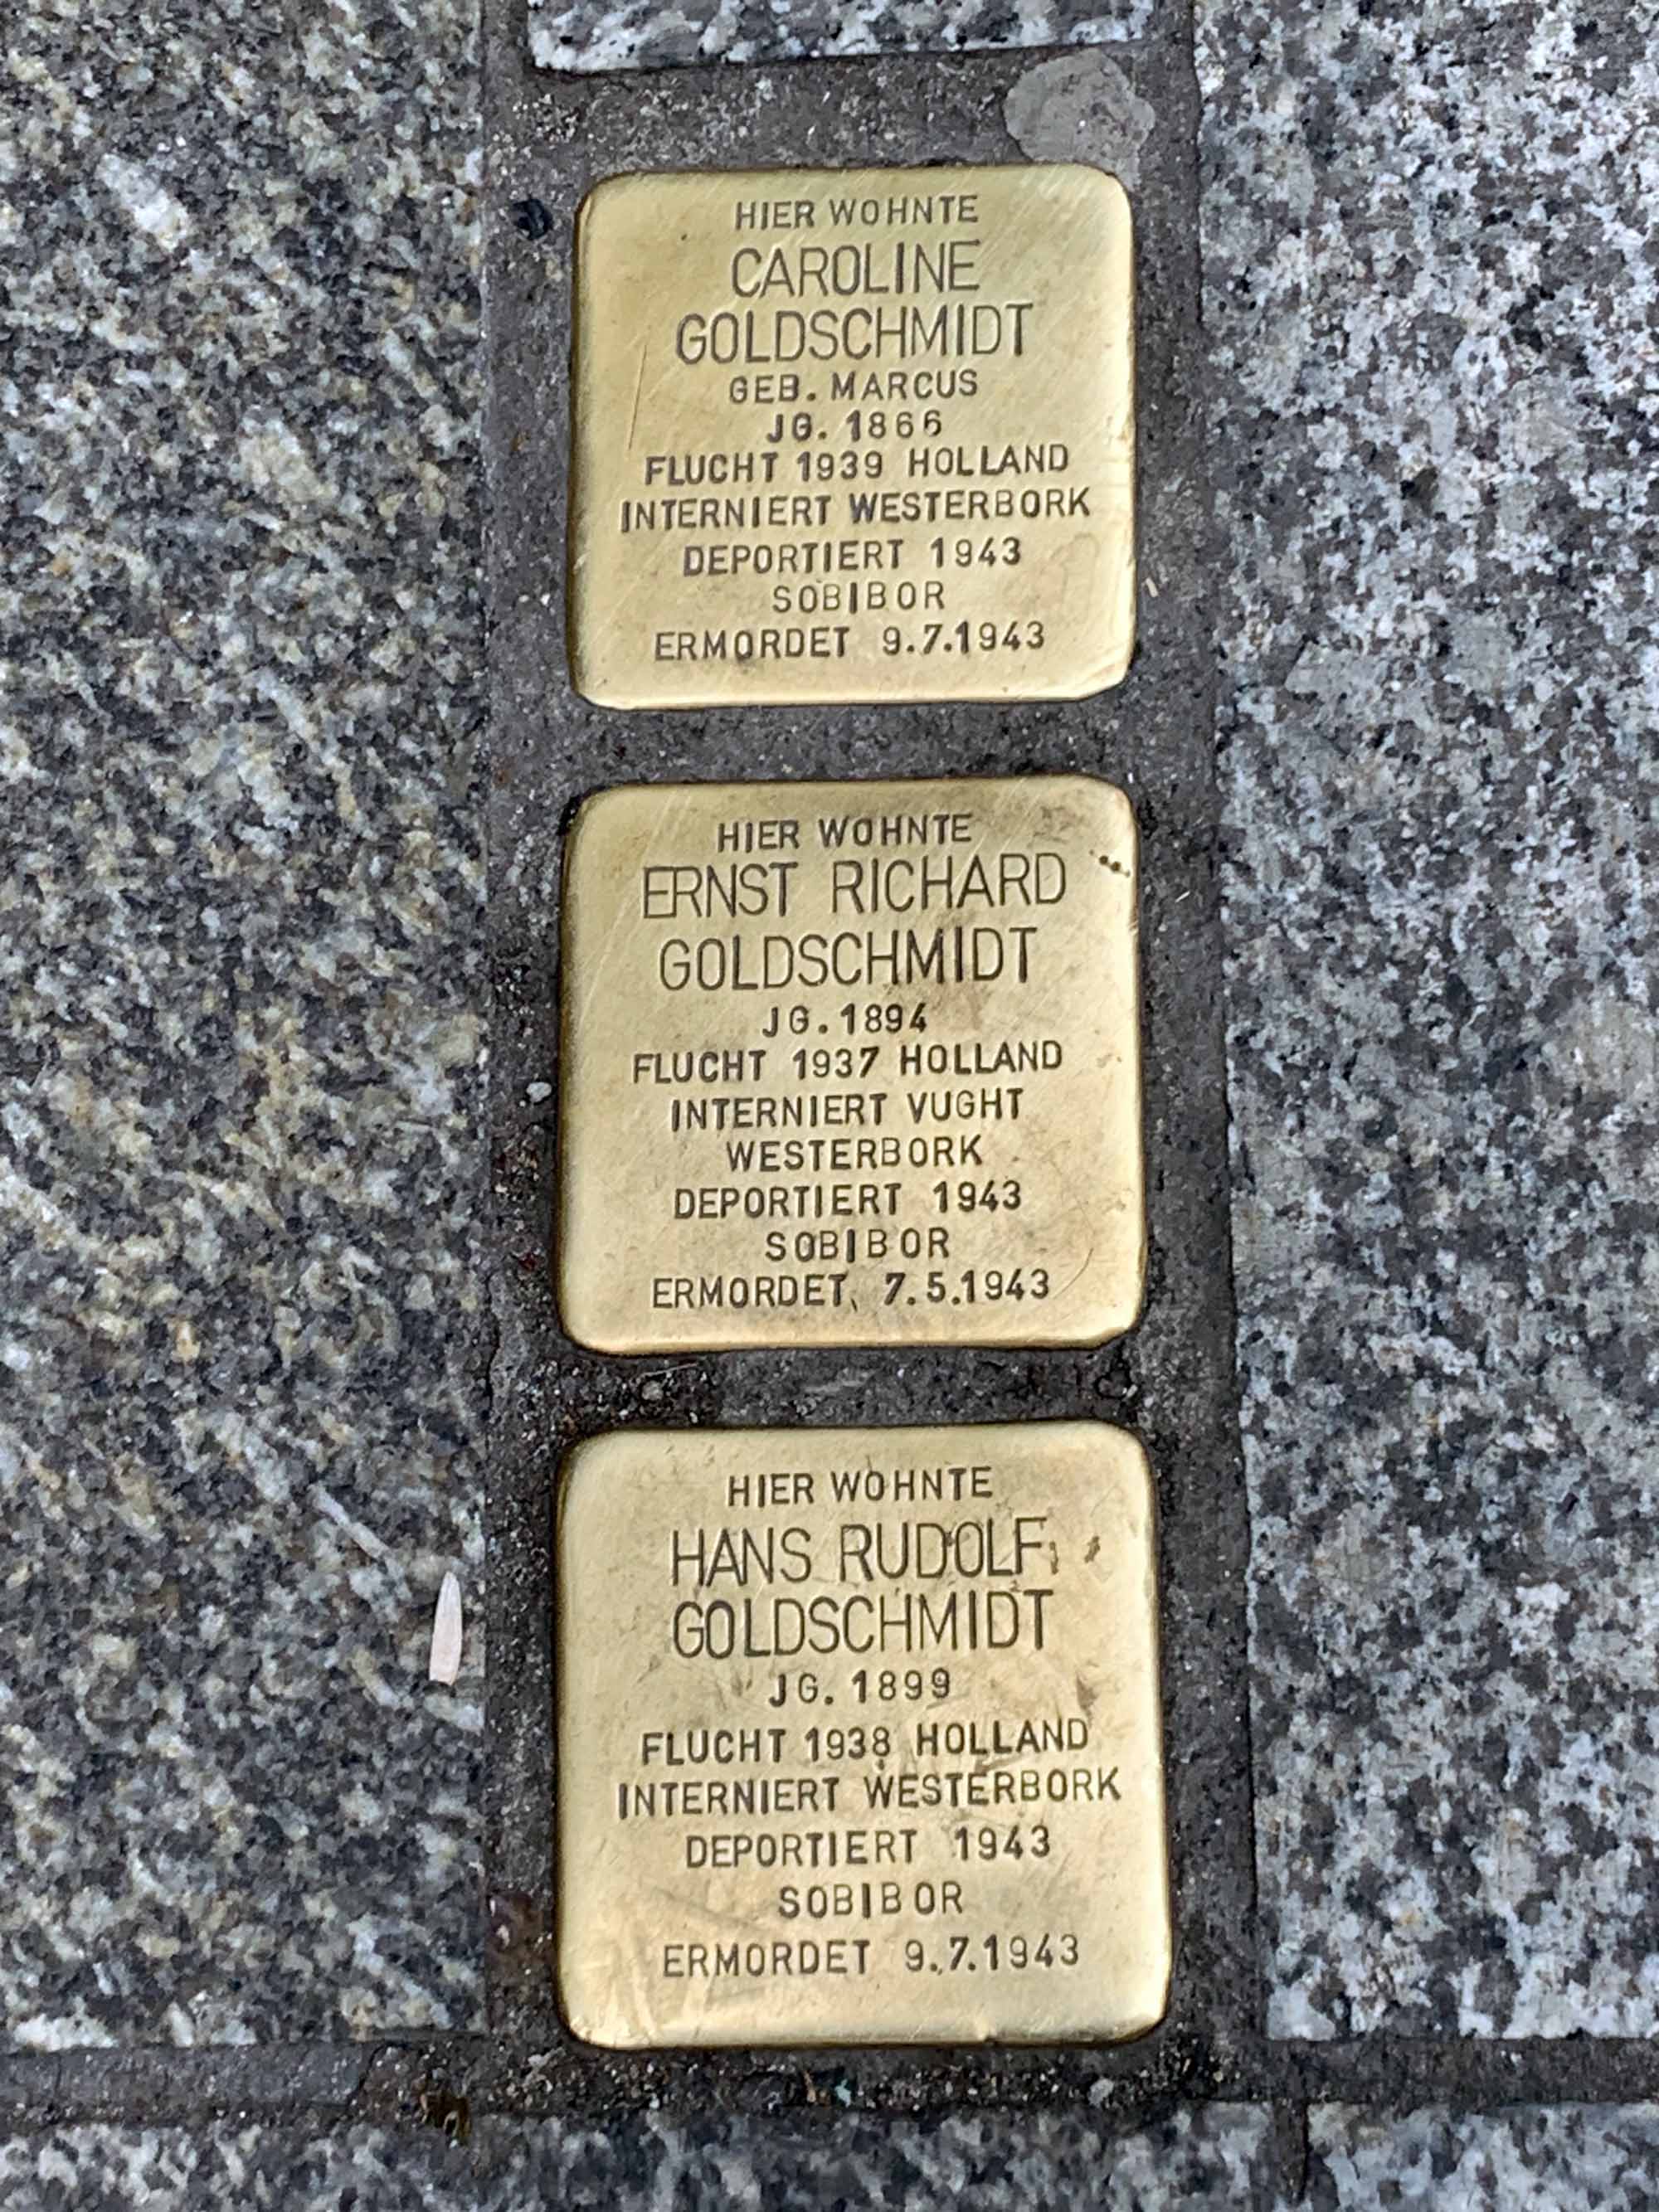 HIER WOHNTE
CAROLINE
GOLDSCHMIDT
GEB. MARCUS
JG. 1866
FLUCHT 1939 HOLLAND
INTERNIERT WESTERBORK
DEPORTIERT 1943
SOBIBOR
ERMORDET 9.7.1943
HIER WOHNTE
ERNST RICHARD
GOLDSCHMIDT
JG. 1894
FLUCHT 1937 HOLLAND
INTERNIERT VUGHT
WESTERBORK
DEPORTIERT 1943
SOBIBOR
ERMORDET 7.5.1943
HIER WOHNTE
HANS RUDOLF
GOLDSCHMIDT
JG. 1899
FLUCHT 1938 HOLLAND
INTERNIERT WESTERBORK
DEPORTIERT 1943
SOBIBOR
ERMORDET 9.7.1943